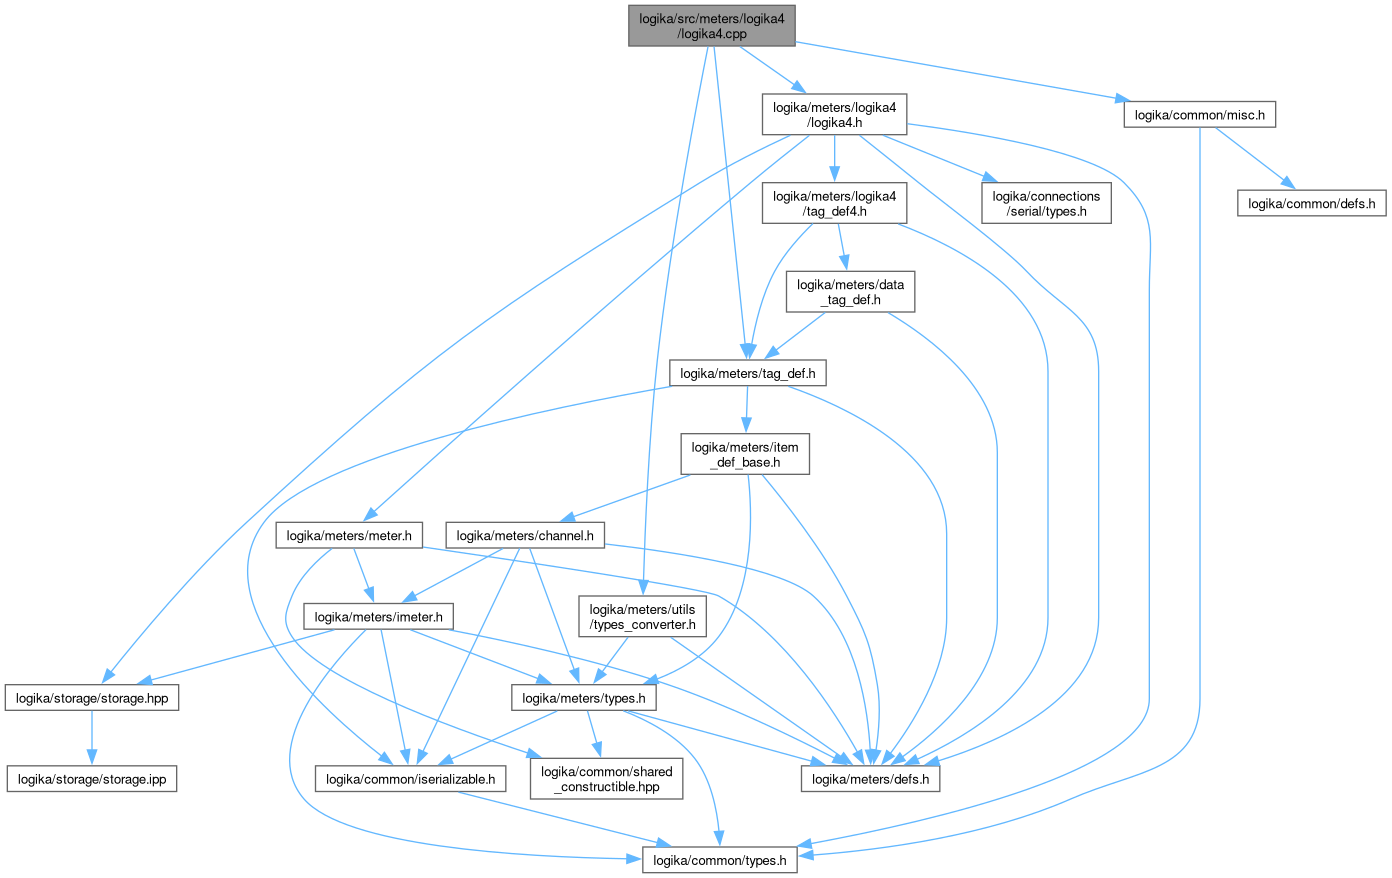 logika/src/meters/logika4
/logika4.cpp
logika/meters/logika4
/logika4.h
logika/common/misc.h
logika/meters/logika4
/tag_def4.h
logika/connections
/serial/types.h
logika/common/defs.h
logika/meters/data
_tag_def.h
logika/meters/tag_def.h
logika/meters/item
_def_base.h
logika/meters/meter.h
logika/meters/channel.h
logika/meters/imeter.h
logika/meters/utils
/types_converter.h
logika/storage/storage.hpp
logika/meters/types.h
logika/storage/storage.ipp
logika/common/iserializable.h
logika/common/shared
_constructible.hpp
logika/meters/defs.h
logika/common/types.h